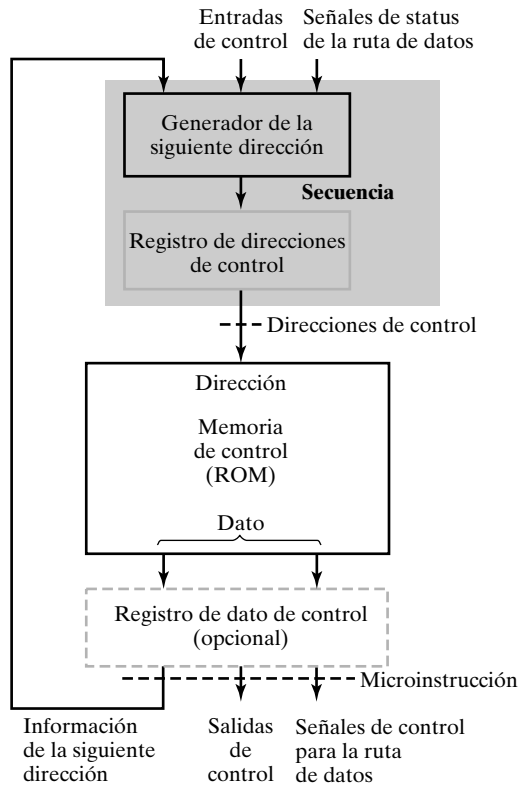 Entradas
de control
Señales de status
de la ruta de datos
Generador de la
siguiente dirección
Secuencia
Registro de direcciones
de control
Direcciones de control
Dirección
Memoria
de control
(ROM)
Dato
Registro de dato de control
(opcional)
Microinstrucción
Información
de la siguiente
dirección
Salidas
de
control
Señales de control
para la ruta
de datos